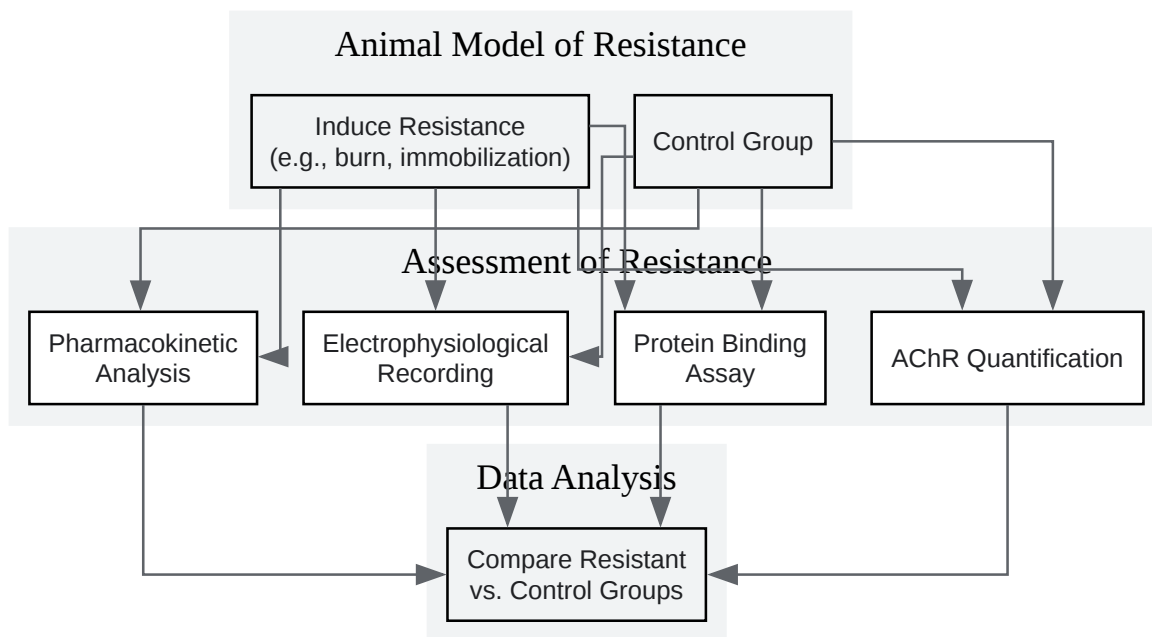 Animal Model of Resistance
Induce Resistance
(e.g., burn, immobilization)
Control Group
Assessment of Resistance
Pharmacokinetic
Analysis
Electrophysiological
Recording
Protein Binding
Assay
AChR Quantification
Data Analysis
Compare Resistant
vs. Control Groups